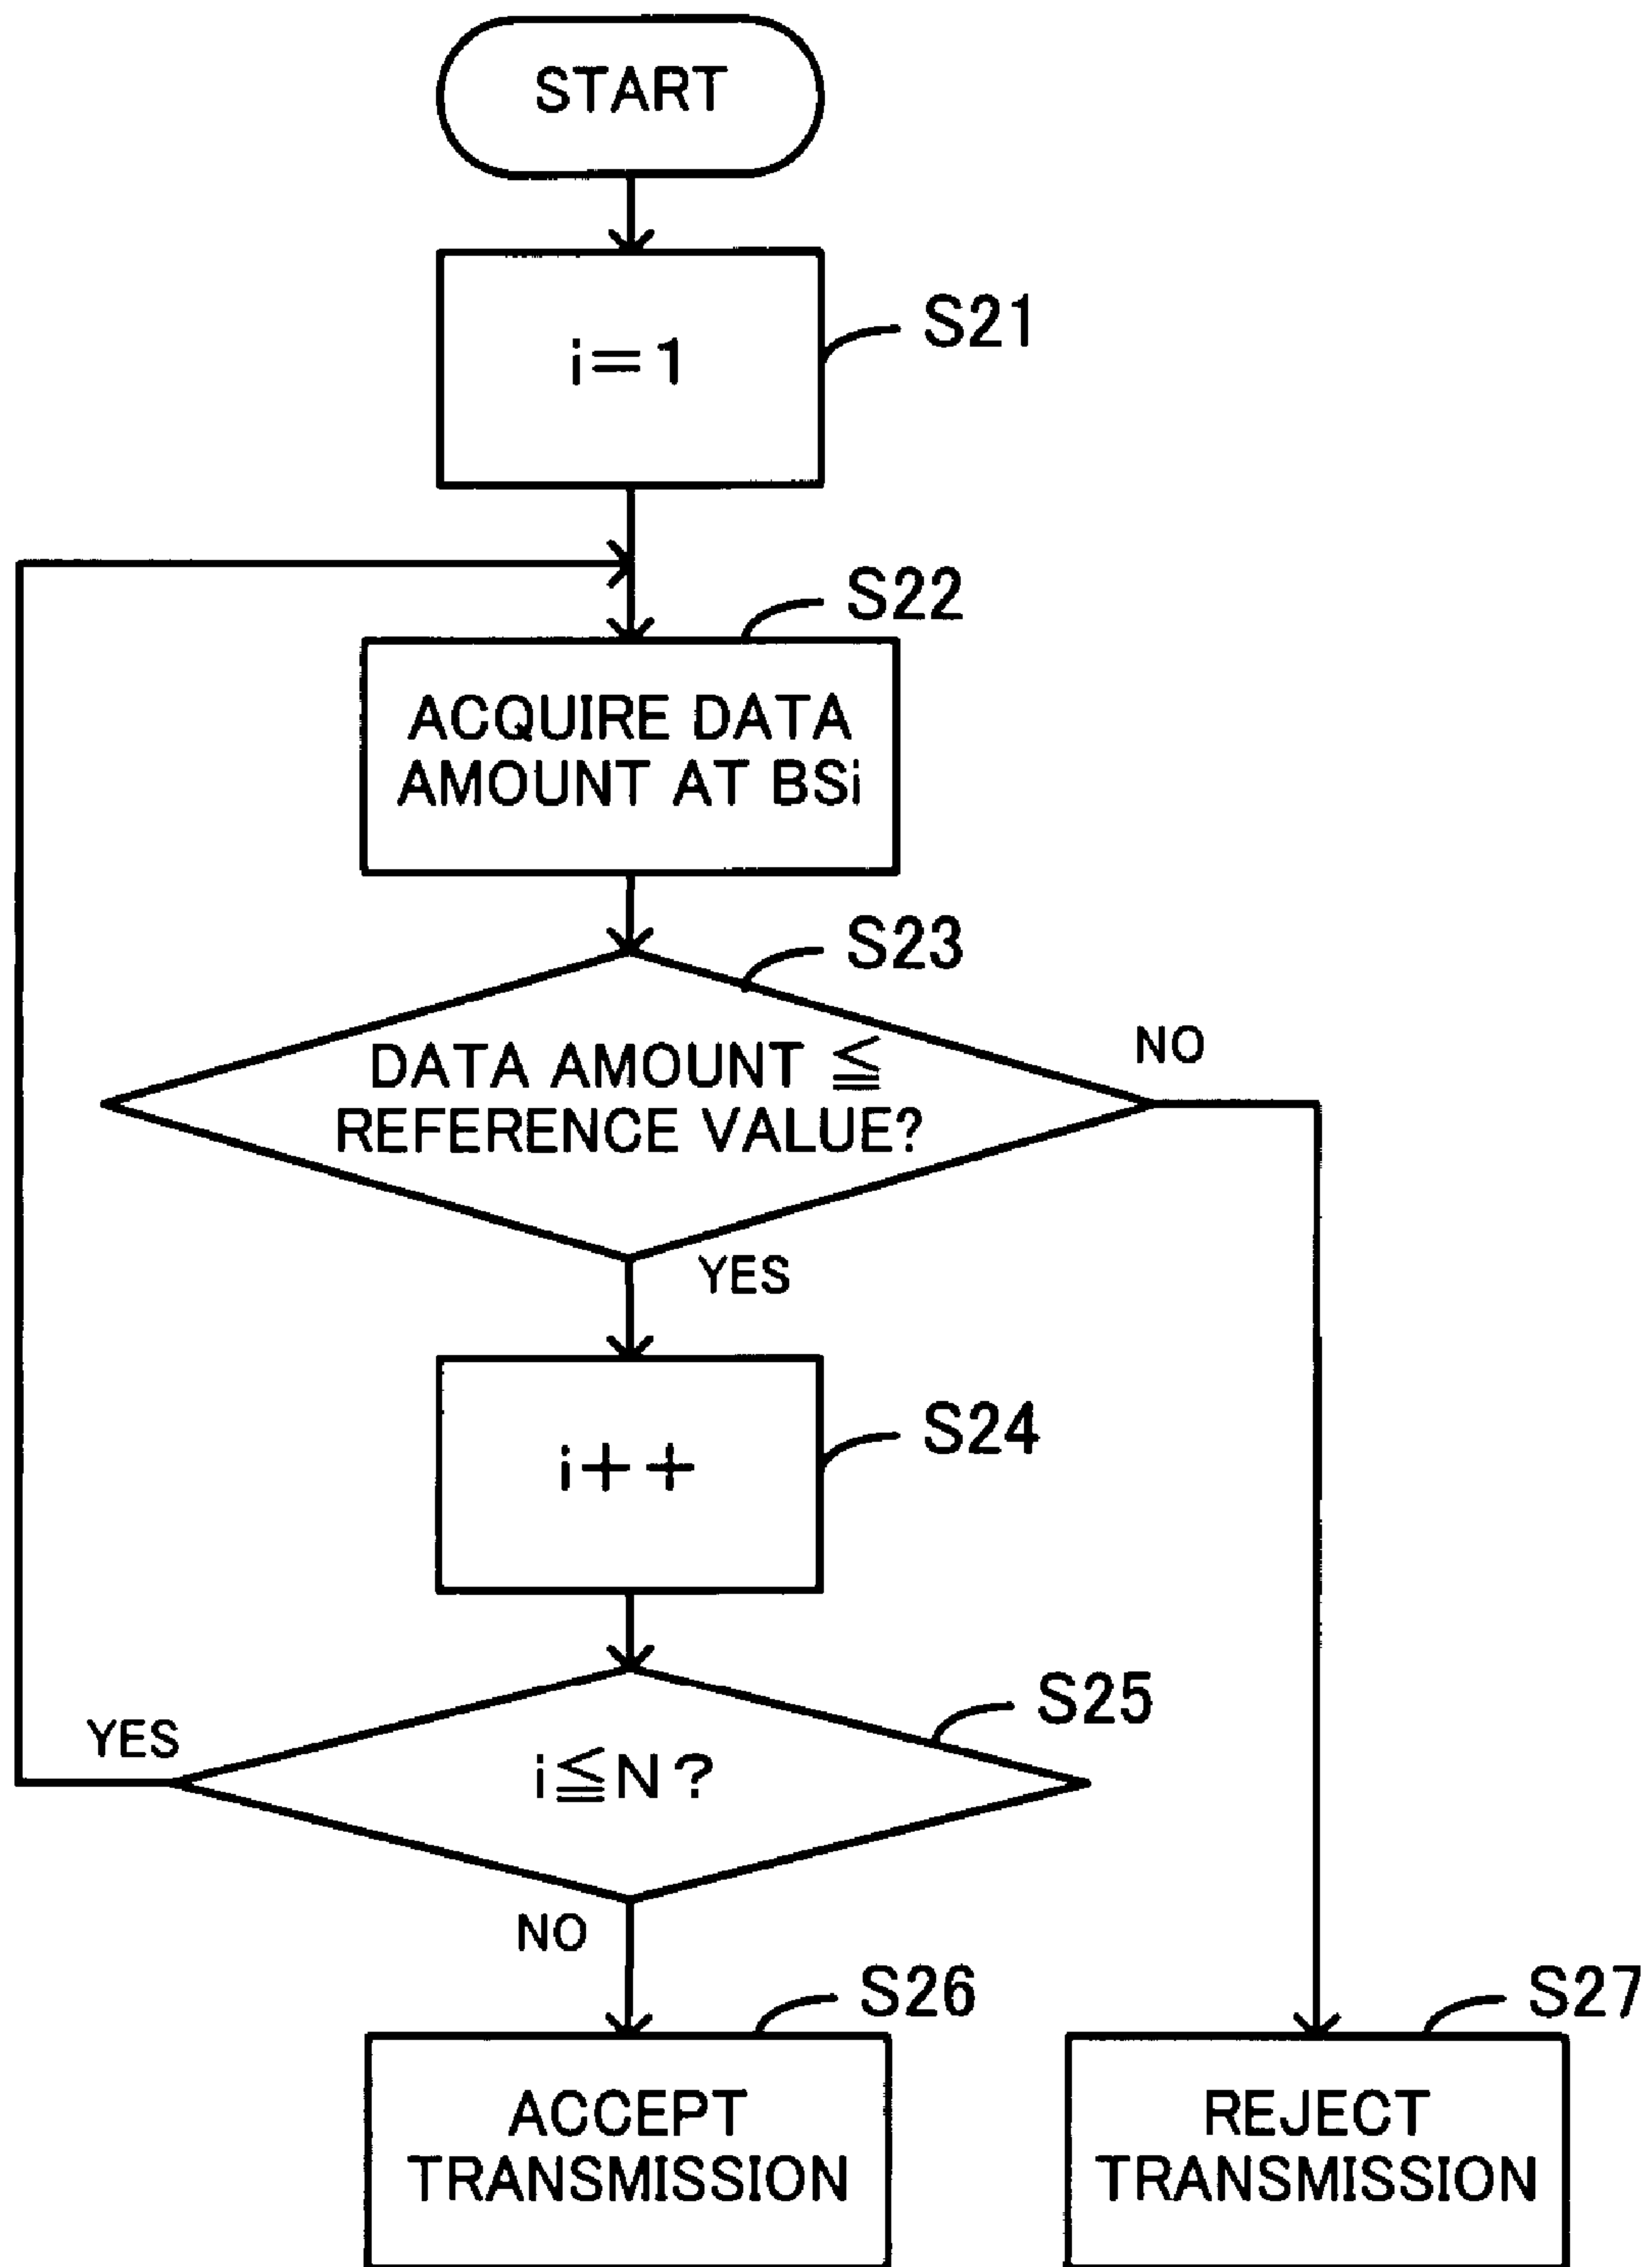 START
i=1
S21
S22
ACQUIRE DATA
AMOUNT AT BSi
S23
DATA AMOUNT ≦
REFERENCE VALUE?
NO
YES
i++
S24
S25
YES
i≦N?
NO
S26
S27
ACCEPT
TRANSMISSION
REJECT
TRANSMISSION